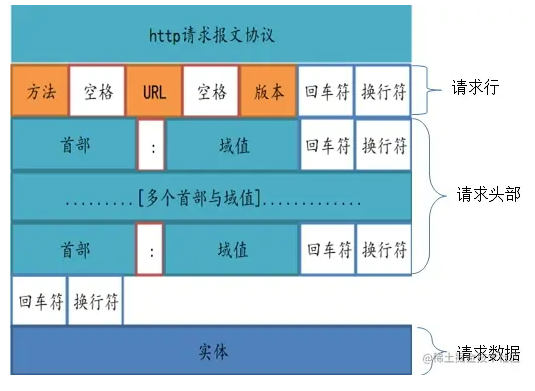 http请求报文协议
方法 空格 URL 空格 版本 回车符 换行符 请求行
首部 : 域值 回车符 换行符
.........[多个首部与域值]............. 请求头部
首部 : 域值 回车符 换行符
回车符 换行符
实体 请求数据